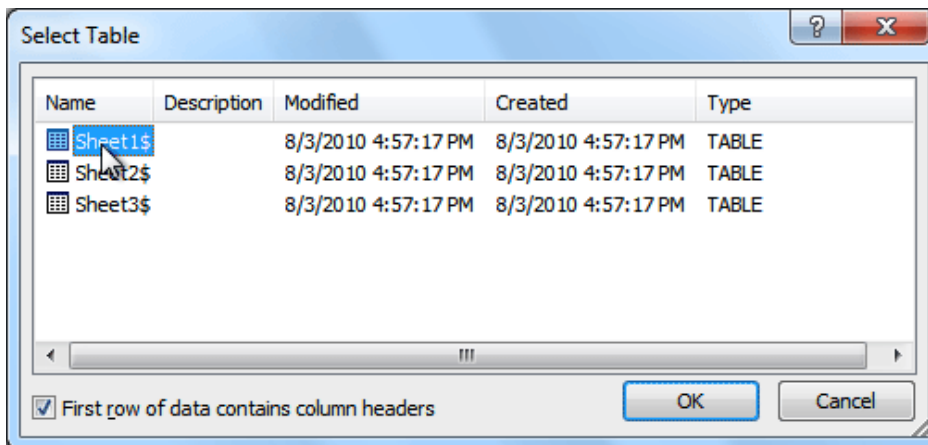 Select Table ?
Name Description Modified Created Type
Sheet1$ 8/3/2010 4:57:17 PM 8/3/2010 4:57:17 PM TABLE
Sheet2$ 8/3/2010 4:57:17 PM 8/3/2010 4:57:17 PM TABLE
Sheet3$ 8/3/2010 4:57:17 PM 8/3/2010 4:57:17 PM TABLE
First row of data contains column headers OK Cancel